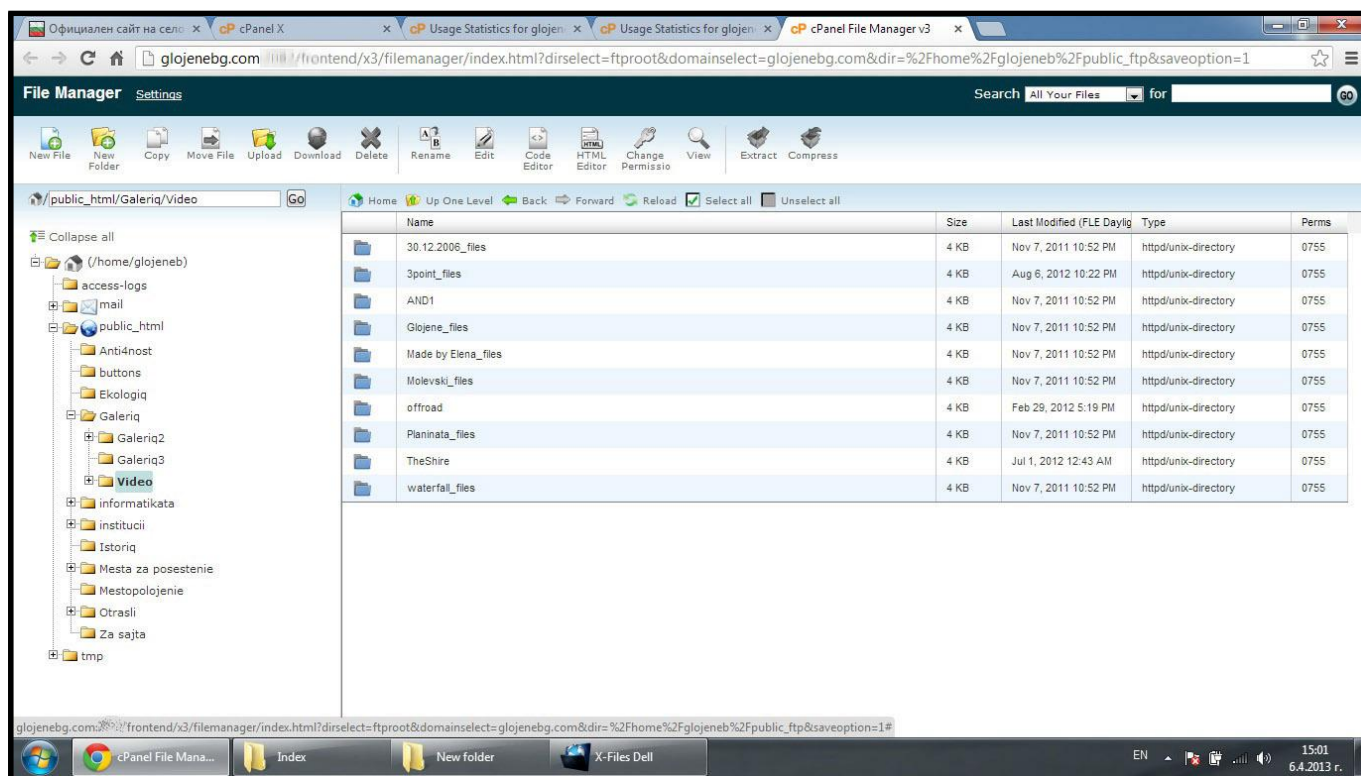 Официален сайт на село
cPanel X
Usage Statistics for glojen
Usage Statistics for glojen
cPanel File Manager v3
glojenebg.com /frontend/x3/filemanager/index.html?dirselect=ftproot&domainselect=glojenebg.com&dir=%2Fhome%2Fglojeneb%2Fpublic_ftp&saveoption=1
File Manager Settings
Search All Your Files for GO
New File
New Folder
Copy
Move File
Upload
Download
Delete
Rename
Edit
Code Editor
HTML Editor
Change Permissio
View
Extract
Compress
/public_html/Galeriq/Video Go
Home Up One Level Back Forward Reload Select all Unselect all
Collapse all
(/home/glojeneb)
access-logs
mail
public_html
Anti4nost
buttons
Ekologiq
Galeriq
Galeriq2
Galeriq3
Video
informatikata
institucii
Istoriq
Mesta za posestenie
Mestopolojenie
Otrasli
Za sajta
tmp
Name Size Last Modified (FLE Daylig Type Perms
30.12.2006_files 4 KB Nov 7, 2011 10:52 PM httpd/unix-directory 0755
3point_files 4 KB Aug 6, 2012 10:22 PM httpd/unix-directory 0755
AND1 4 KB Nov 7, 2011 10:52 PM httpd/unix-directory 0755
Glojene_files 4 KB Nov 7, 2011 10:52 PM httpd/unix-directory 0755
Made by Elena_files 4 KB Nov 7, 2011 10:52 PM httpd/unix-directory 0755
Molevski_files 4 KB Nov 7, 2011 10:52 PM httpd/unix-directory 0755
offroad 4 KB Feb 29, 2012 5:19 PM httpd/unix-directory 0755
Planinata_files 4 KB Nov 7, 2011 10:52 PM httpd/unix-directory 0755
TheShire 4 KB Jul 1, 2012 12:43 AM httpd/unix-directory 0755
waterfall_files 4 KB Nov 7, 2011 10:52 PM httpd/unix-directory 0755
glojenebg.com: /frontend/x3/filemanager/index.html?dirselect=ftproot&domainselect=glojenebg.com&dir=%2Fhome%2Fglojeneb%2Fpublic_ftp&saveoption=1#
cPanel File Mana...
Index
New folder
X-Files Dell
EN
15:01
6.4.2013 г.